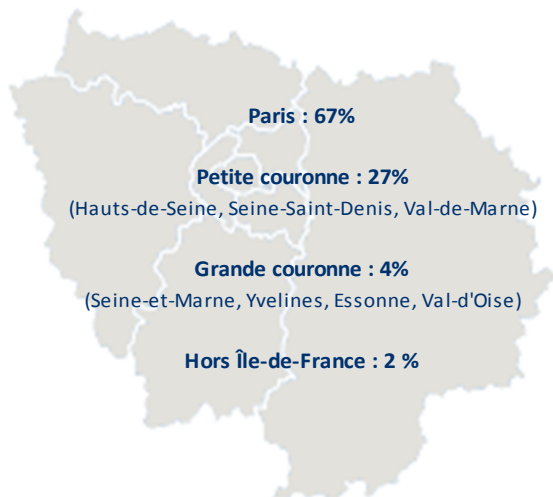 Paris : 67%
Petite couronne : 27%
(Hauts-de-Seine, Seine-Saint-Denis, Val-de-Marne)
Grande couronne : 4%
(Seine-et-Marne, Yvelines, Essonne, Val-d'Oise)
Hors Île-de-France : 2 %